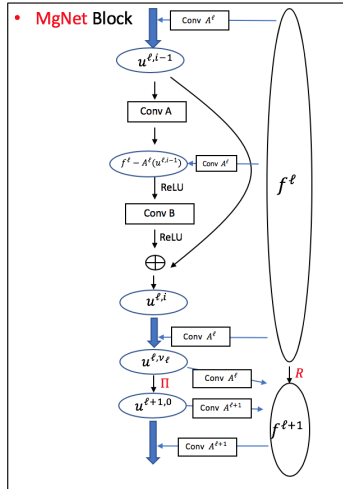 • MgNet Block
Conv A^ℓ
u^{ℓ,i−1}
Conv A
f^ℓ − A^ℓ(u^{ℓ,i−1})
Conv A^ℓ
ReLU
f^ℓ
Conv B
ReLU
u^{ℓ,i}
Conv A^ℓ
u^{ℓ,ν_ℓ}
Conv A^ℓ
Π
R
u^{ℓ+1,0}
Conv A^{ℓ+1}
f^{ℓ+1}
Conv A^{ℓ+1}